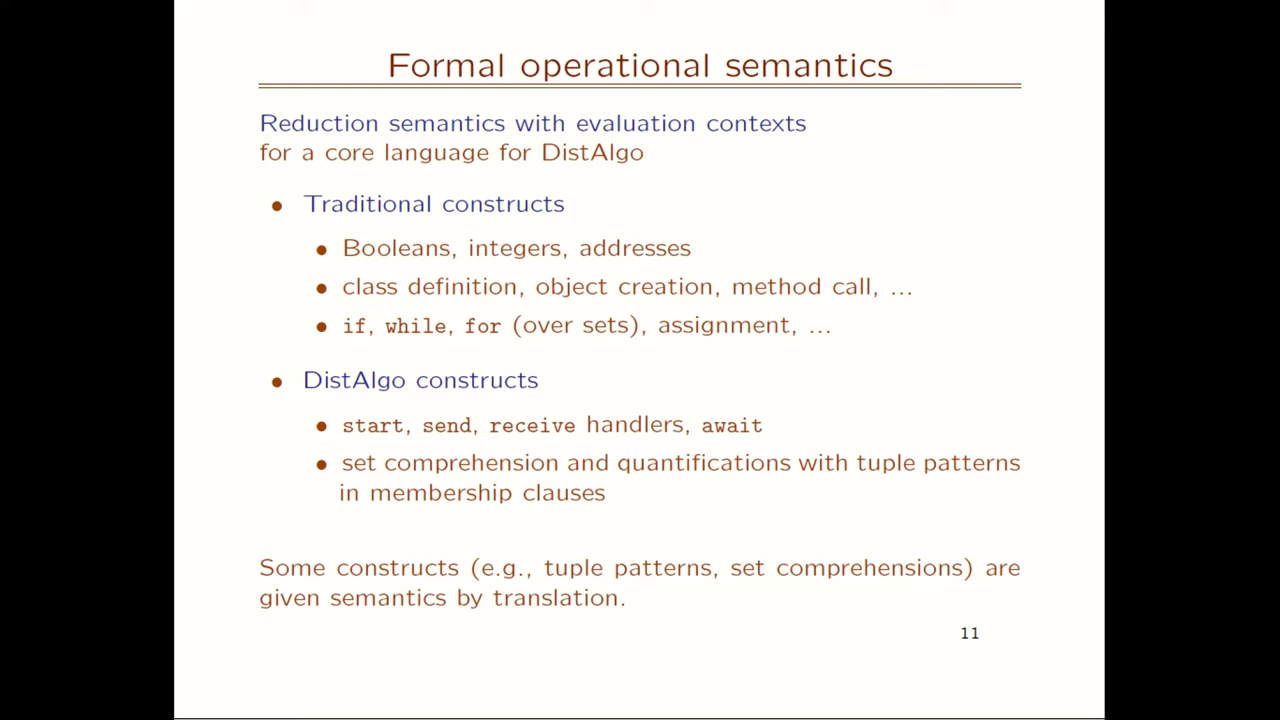 Formal operational semantics
Reduction semantics with evaluation contexts
for a core language for DistAlgo
• Traditional constructs
• Booleans, integers, addresses
• class definition, object creation, method call, ...
• if, while, for (over sets), assignment, ...
• DistAlgo constructs
• start, send, receive handlers, await
• set comprehension and quantifications with tuple patterns
in membership clauses
Some constructs (e.g., tuple patterns, set comprehensions) are
given semantics by translation.
11